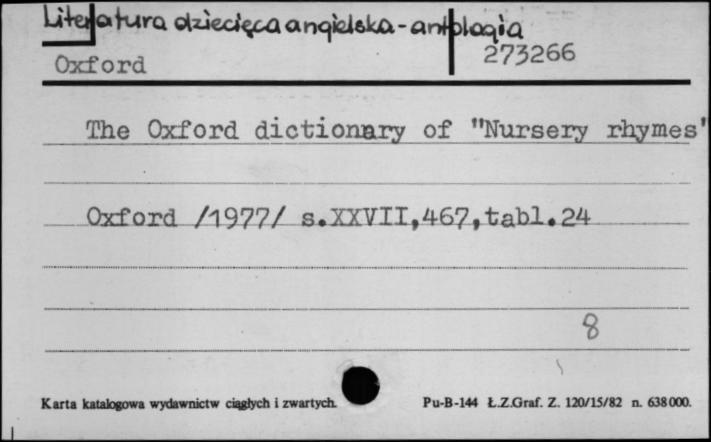 Literatura dziecięca angielska - antologia
Oxford 273266
The Oxford dictionary of "Nursery rhymes"
Oxford /1977/ s.XXVII,467,tabl.24
8
Karta katalogowa wydawnictw ciągłych i zwartych. Pu-B-144 Ł.Z.Graf. Z. 120/15/82 n. 638000.